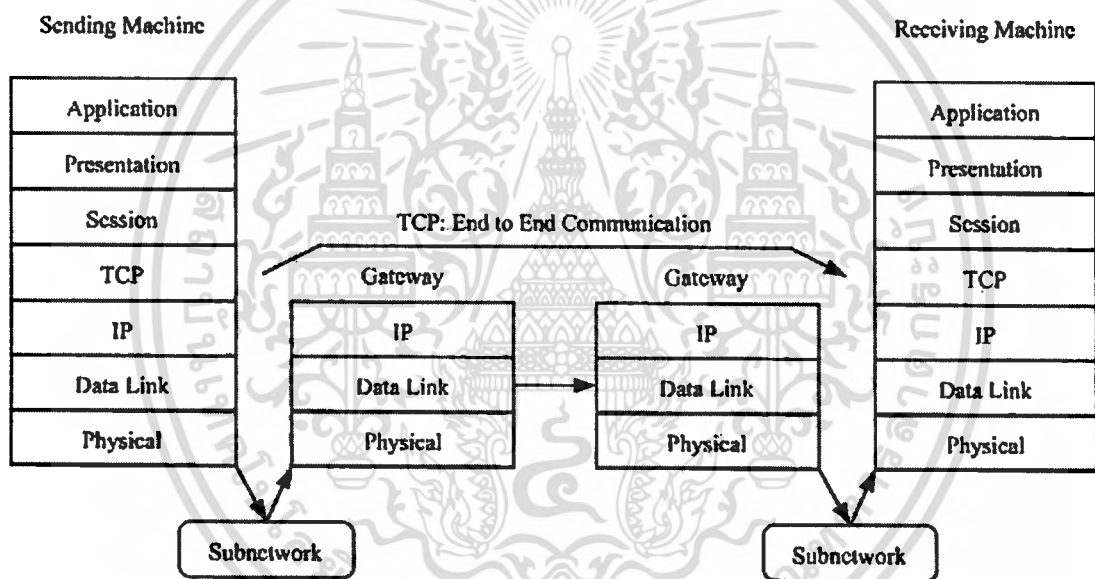 Sending Machine
Receiving Machine
Application
Presentation
Session
TCP
IP
Data Link
Physical
TCP: End to End Communication
Gateway
IP
Data Link
Physical
Gateway
IP
Data Link
Physical
Application
Presentation
Session
TCP
IP
Data Link
Physical
Subnetwork
Subnetwork